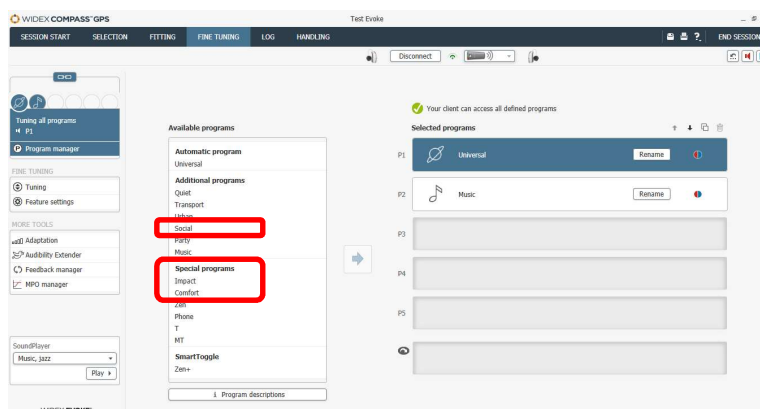 WIDEX COMPASS™GPS
Test Evoke
SESSION START SELECTION FITTING FINE TUNING LOG HANDLING ? END SESSION
Disconnect
Tuning all programs
P1
Program manager
FINE TUNING
Tuning
Feature settings
MORE TOOLS
Adaptation
Audibility Extender
Feedback manager
MPO manager
SoundPlayer
Music, jazz
Play
WIDEX EVOKE
Available programs
Automatic program
Universal
Additional programs
Quiet
Transport
Urban
Social
Party
Music
Special programs
Impact
Comfort
Zen
Phone
T
MT
SmartToggle
Zen+
i Program descriptions
Your client can access all defined programs
Selected programs
P1 Universal Rename
P2 Music Rename
P3
P4
P5